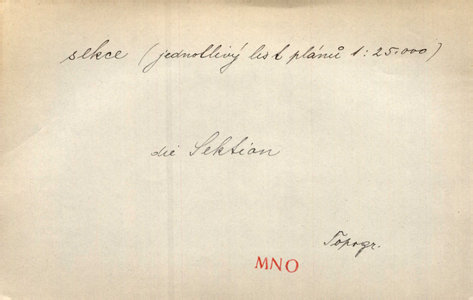 sekce (jednotlivý list plánů 1:25.000)
die Sektion
Topogr.
MNO